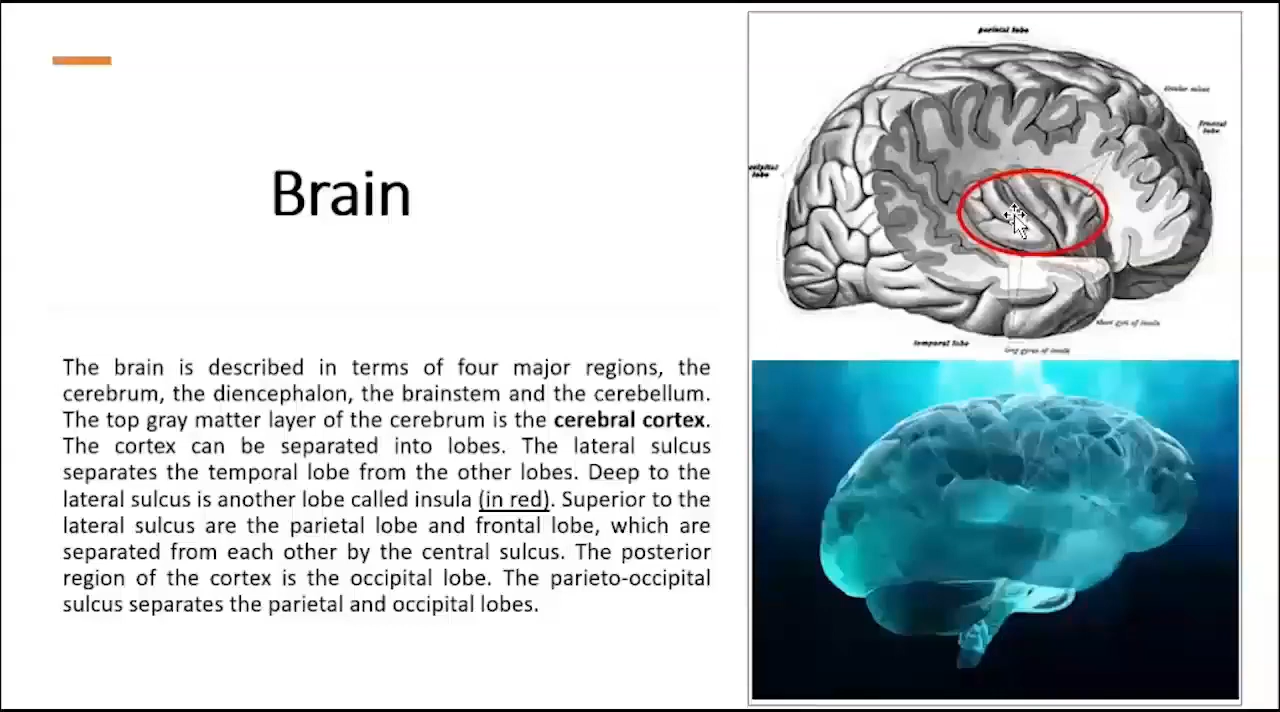 Brain
The brain is described in terms of four major regions, the
cerebrum, the diencephalon, the brainstem and the cerebellum.
The top gray matter layer of the cerebrum is the cerebral cortex.
The cortex can be separated into lobes. The lateral sulcus
separates the temporal lobe from the other lobes. Deep to the
lateral sulcus is another lobe called insula (in red). Superior to the
lateral sulcus are the parietal lobe and frontal lobe, which are
separated from each other by the central sulcus. The posterior
region of the cortex is the occipital lobe. The parieto-occipital
sulcus separates the parietal and occipital lobes.
parietal lobe
frontal
lobe
lobe
temporal lobe